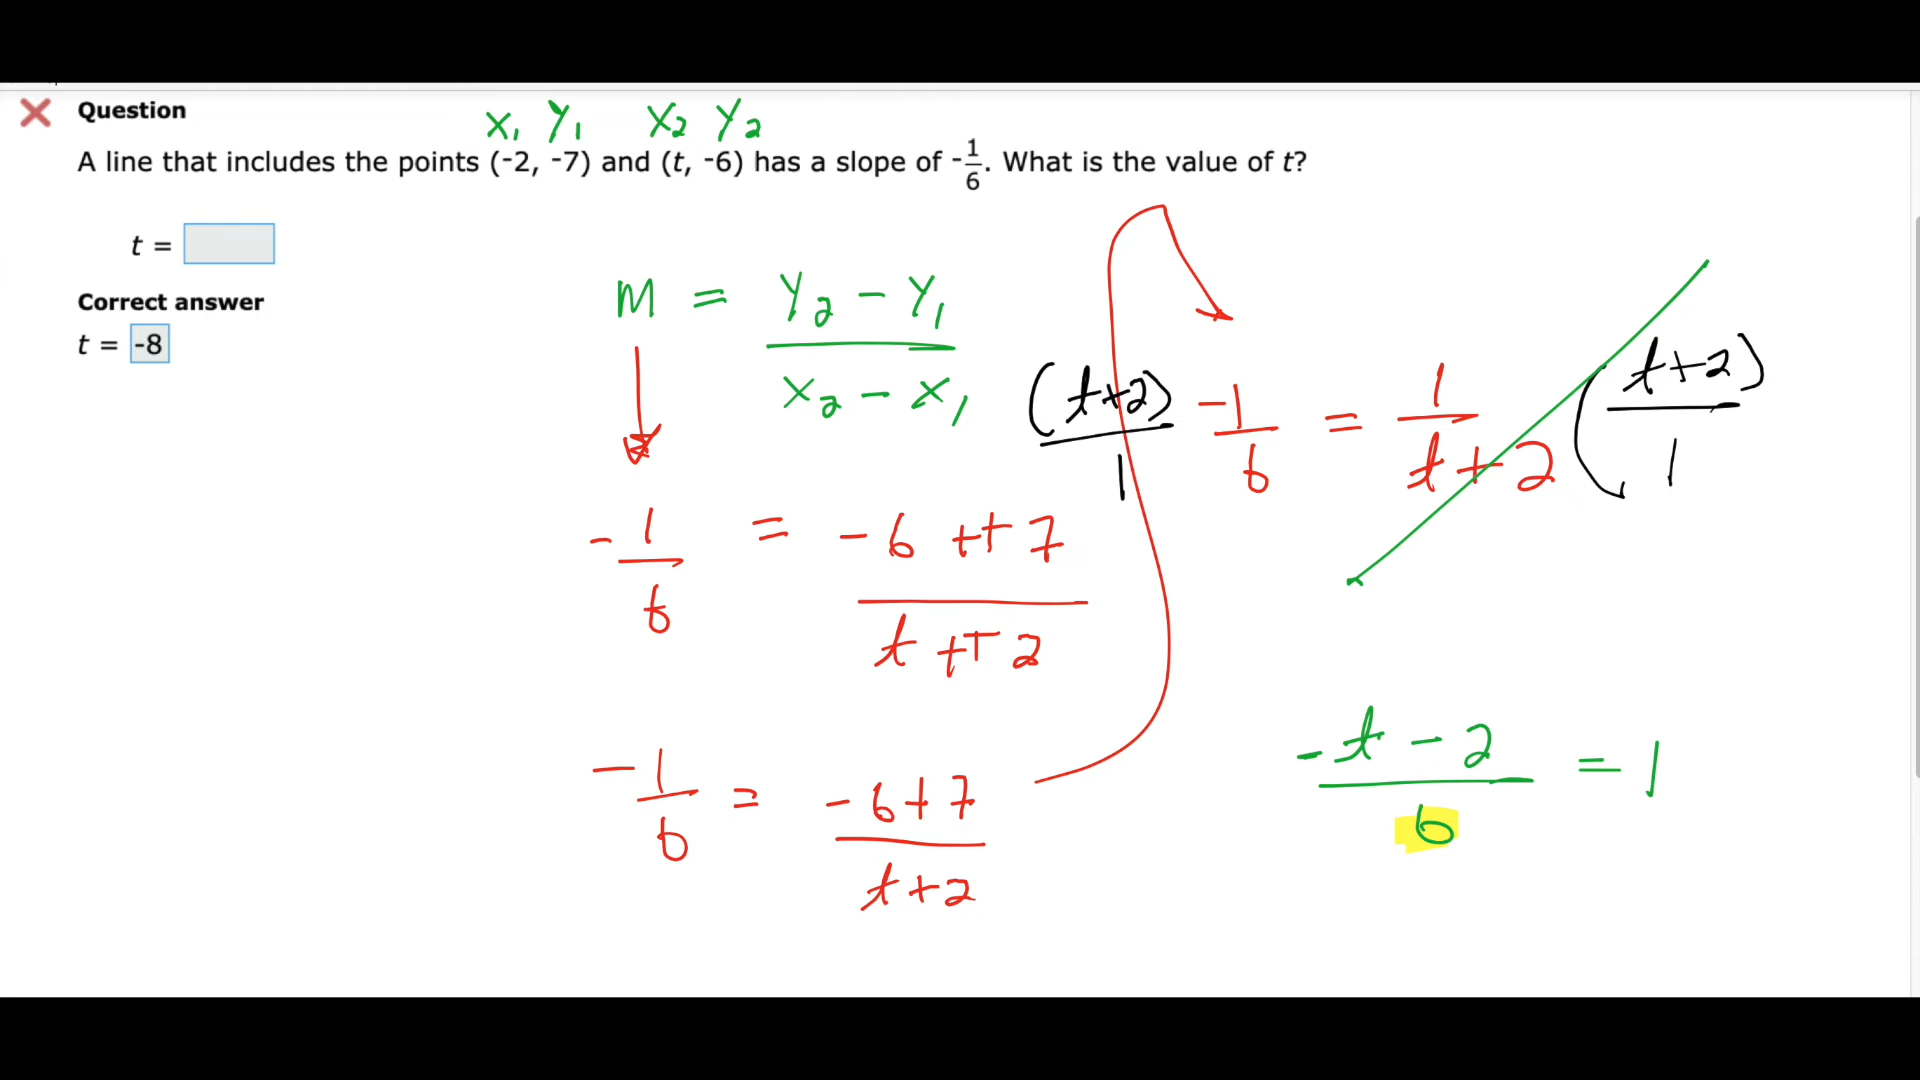 Question
x₁ y₁ x₂ y₂
A line that includes the points (-2, -7) and (t, -6) has a slope of -1/6. What is the value of t?
t =
Correct answer
t = -8
M = y₂ - y₁
x₂ - x₁
-1/6 = -6 ++ 7
t ++ 2
-1/6 = -6+7
t+2
(t+2)/1 -1/6 = 1/t+2 (t+2)/1
-t - 2/6 = 1